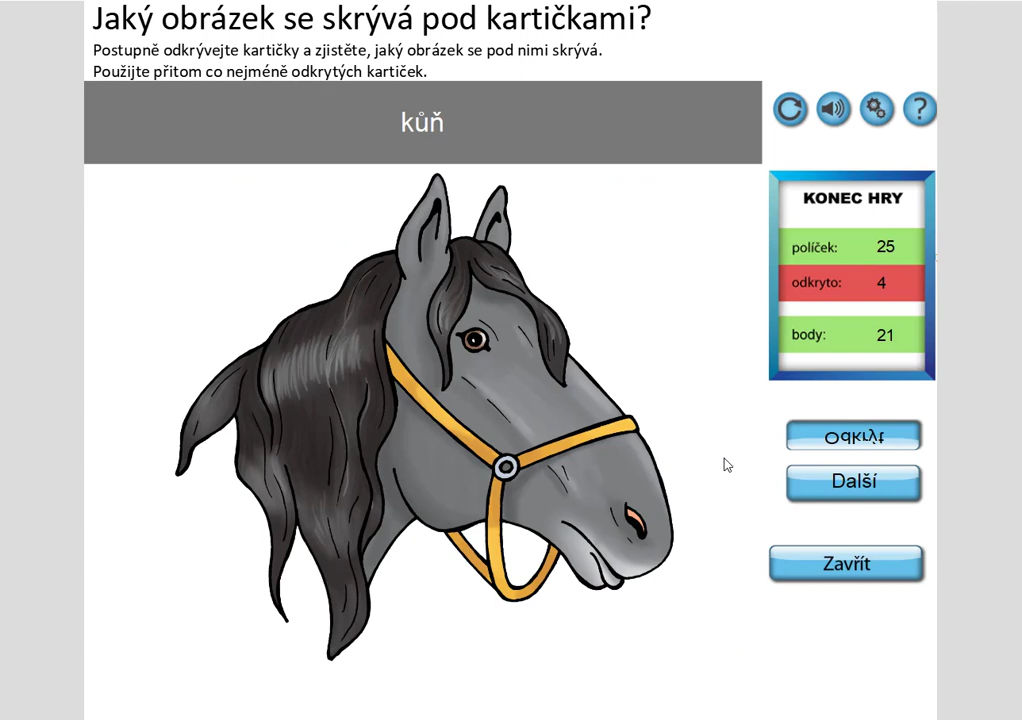 Jaký obrázek se skrývá pod kartičkami?
Postupně odkrývejte kartičky a zjistěte, jaký obrázek se pod nimi skrývá.
Použijte přitom co nejméně odkrytých kartiček.
kůň
?
KONEC HRY
políček: 25
odkryto: 4
body: 21
Odkrýt
Další
Zavřít